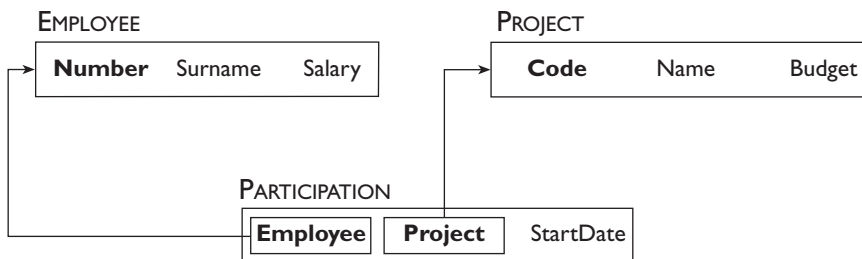 EMPLOYEE
Number Surname Salary
PROJECT
Code Name Budget
PARTICIPATION
Employee Project StartDate